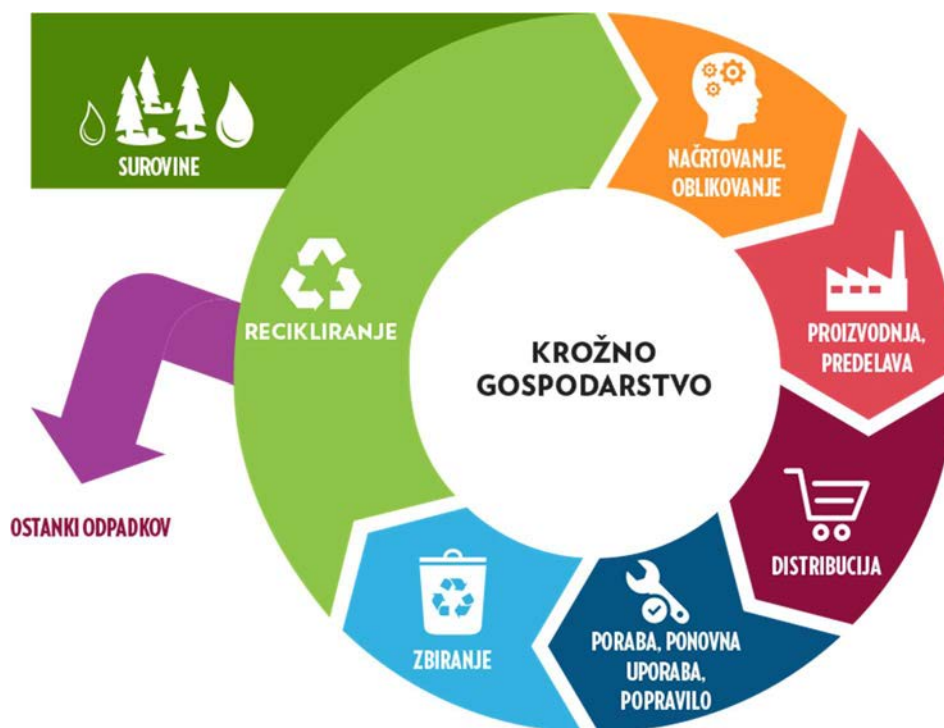 SUROVINE
NAČRTOVANJE,
OBLIKOVANJE
PROIZVODNJA,
PREDELAVA
DISTRIBUCIJA
PORABA, PONOVNA
UPORABA,
POPRAVILO
ZBIRANJE
RECIKLIRANJE
OSTANKI ODPADKOV
KROŽNO
GOSPODARSTVO